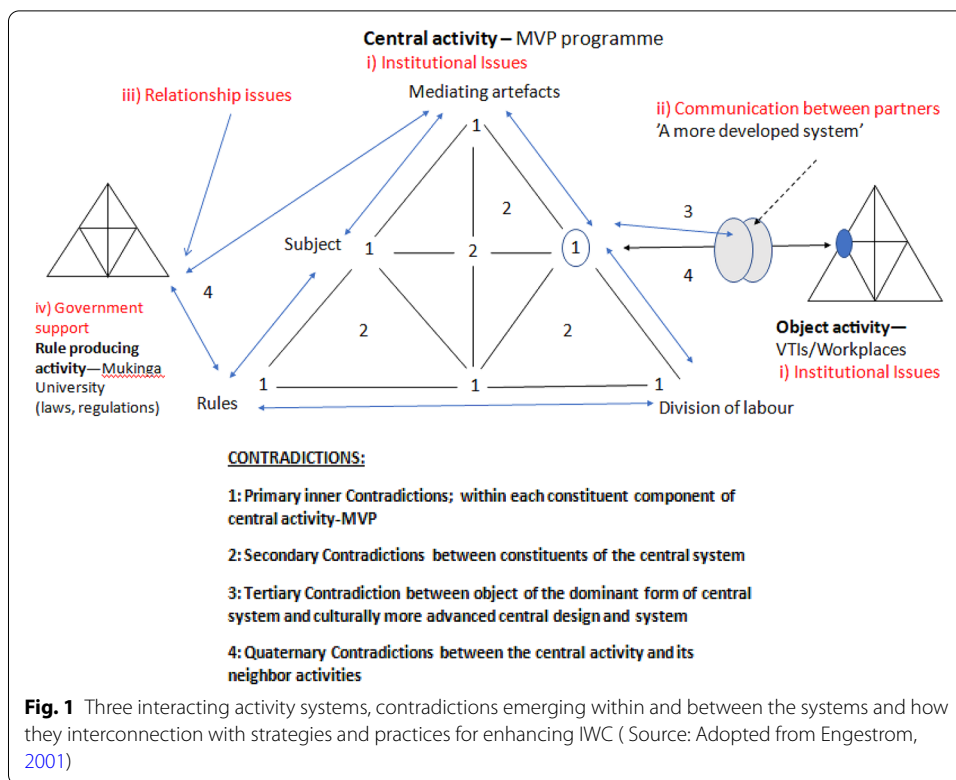 Central activity – MVP programme
i) Institutional Issues
Mediating artefacts
iii) Relationship issues
ii) Communication between partners
'A more developed system'
1
2
3
Subject
1
2
1
4
4
iv) Government
support
Rule producing
activity—Mukinga
University
(laws, regulations)
2
2
Object activity—
VTIs/Workplaces
i) Institutional Issues
1
1
1
Rules
Division of labour
CONTRADICTIONS:
1: Primary inner Contradictions; within each constituent component of
central activity-MVP
2: Secondary Contradictions between constituents of the central system
3: Tertiary Contradiction between object of the dominant form of central
system and culturally more advanced central design and system
4: Quaternary Contradictions between the central activity and its
neighbor activities
Fig. 1 Three interacting activity systems, contradictions emerging within and between the systems and how
they interconnection with strategies and practices for enhancing IWC ( Source: Adopted from Engestrom,
2001)